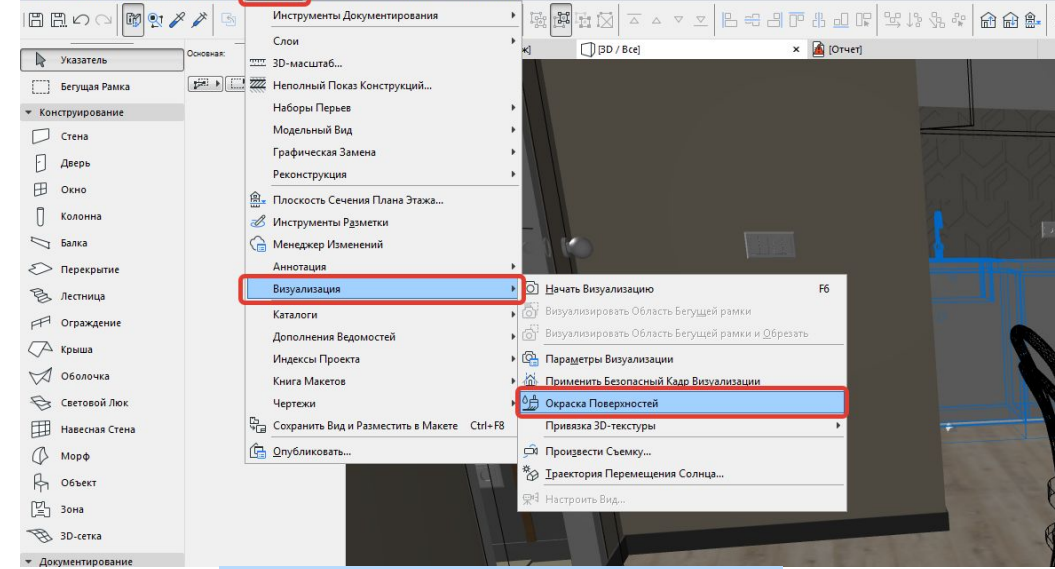 Основная:
ж]
[3D / Все]
[Отчет]
Указатель
Бегущая Рамка
Конструирование
Стена
Дверь
Окно
Колонна
Балка
Перекрытие
Лестница
Ограждение
Крыша
Оболочка
Световой Люк
Навесная Стена
Морф
Объект
Зона
3D-сетка
Документирование
Инструменты Документирования
Слои
3D-масштаб...
Неполный Показ Конструкций...
Наборы Перьев
Модельный Вид
Графическая Замена
Реконструкция
Плоскость Сечения Плана Этажа...
Инструменты Разметки
Менеджер Изменений
Аннотация
Визуализация
Каталоги
Дополнения Ведомостей
Индексы Проекта
Книга Макетов
Чертежи
Сохранить Вид и Разместить в Макете Ctrl+F8
Опубликовать...
Начать Визуализацию F6
Визуализировать Область Бегущей рамки
Визуализировать Область Бегущей рамки и Обрезать
Параметры Визуализации
Применить Безопасный Кадр Визуализации
Окраска Поверхностей
Привязка 3D-текстуры
Произвести Съемку...
Траектория Перемещения Солнца...
Настроить Вид...